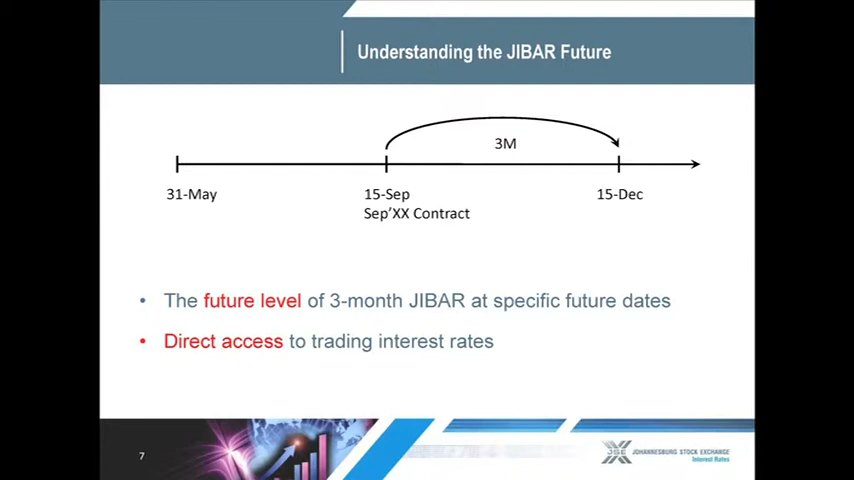 Understanding the JIBAR Future
3M
31-May
15-Sep
15-Dec
Sep'XX Contract
• The future level of 3-month JIBAR at specific future dates
• Direct access to trading interest rates
7
JSE
JOHANNESBURG STOCK EXCHANGE
Interest Rates